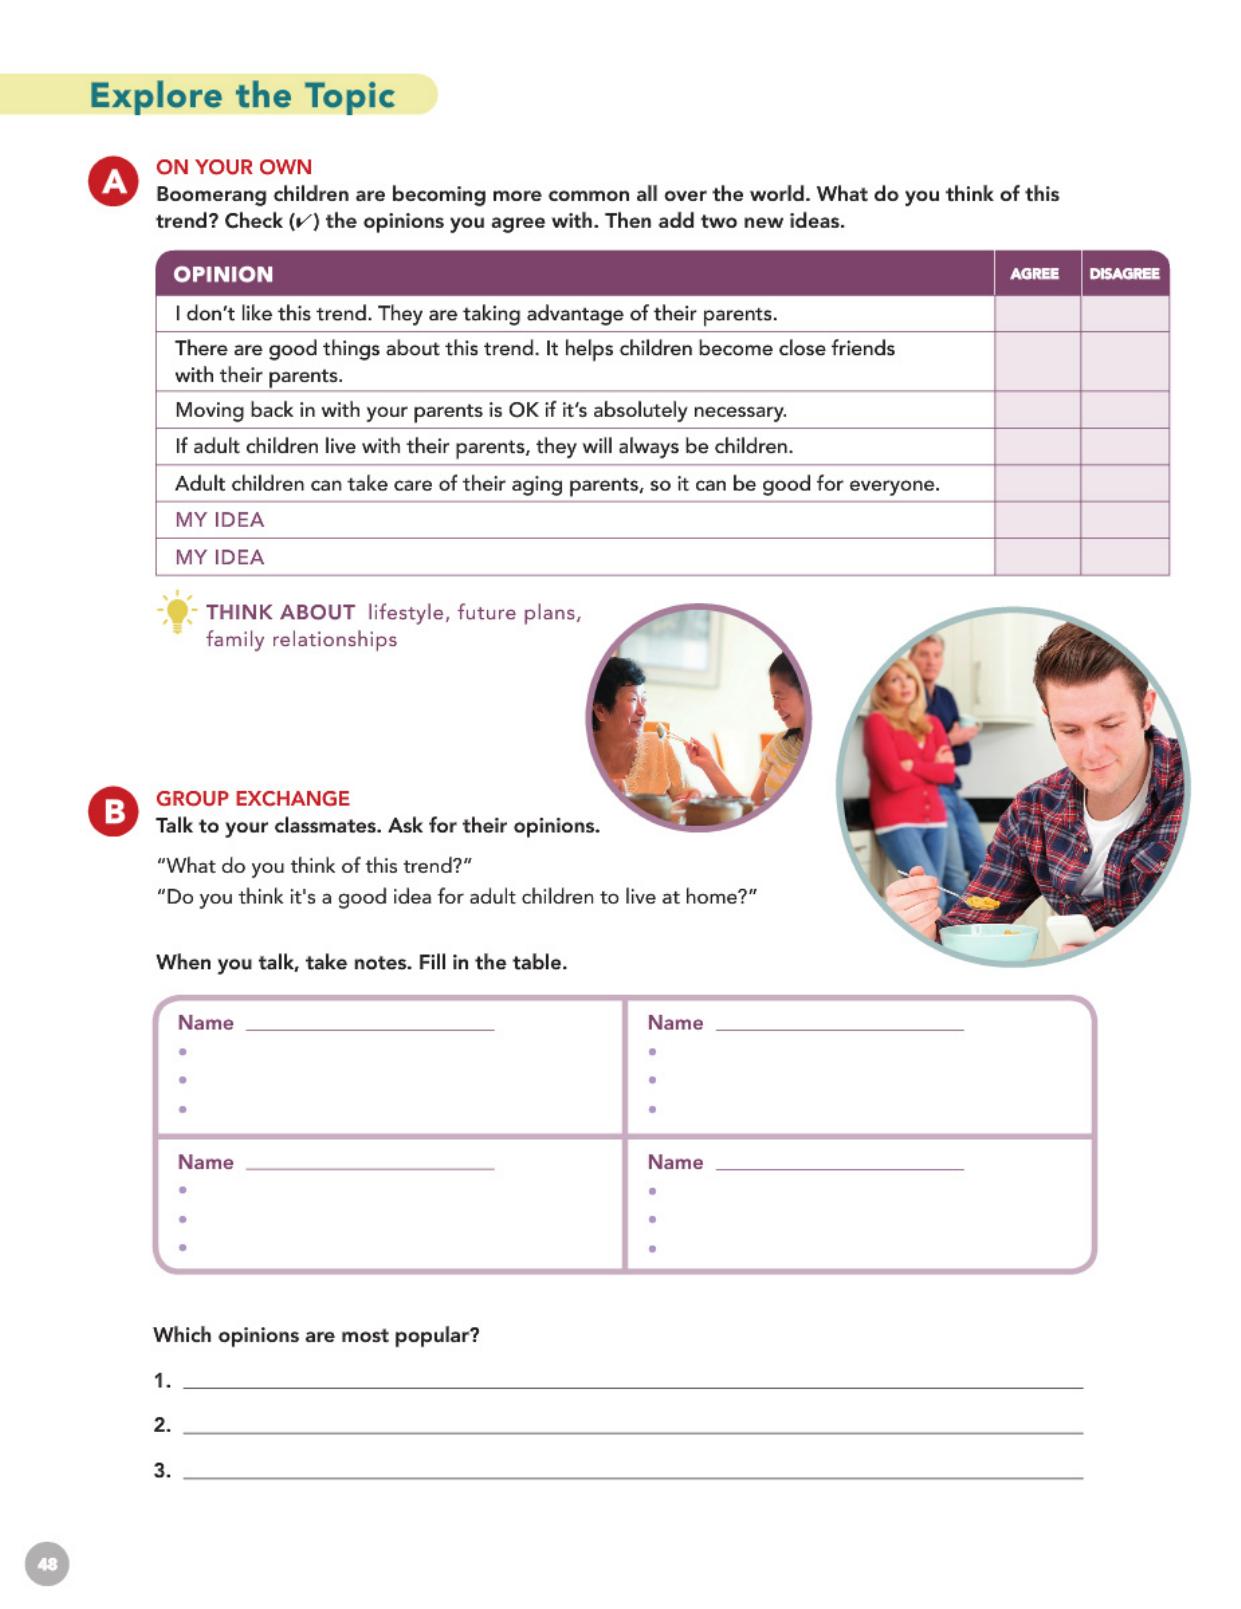 Explore the Topic
A
ON YOUR OWN
Boomerang children are becoming more common all over the world. What do you think of this
trend? Check (✓) the opinions you agree with. Then add two new ideas.
OPINION AGREE DISAGREE
I don't like this trend. They are taking advantage of their parents.
There are good things about this trend. It helps children become close friends
with their parents.
Moving back in with your parents is OK if it's absolutely necessary.
If adult children live with their parents, they will always be children.
Adult children can take care of their aging parents, so it can be good for everyone.
MY IDEA
MY IDEA
THINK ABOUT lifestyle, future plans,
family relationships
B
GROUP EXCHANGE
Talk to your classmates. Ask for their opinions.
“What do you think of this trend?”
“Do you think it's a good idea for adult children to live at home?”
When you talk, take notes. Fill in the table.
Name
Name
Name
Name
Which opinions are most popular?
1.
2.
3.
48